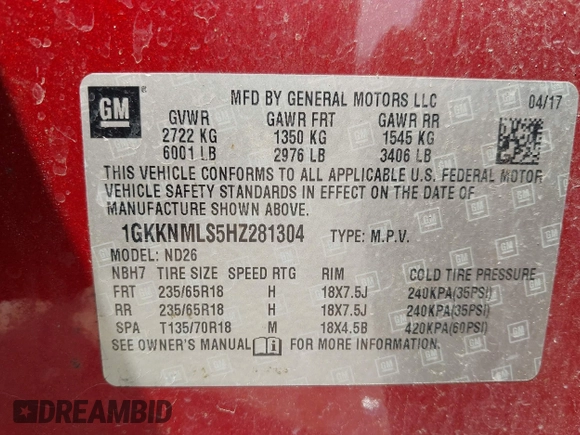 GM
MFD BY GENERAL MOTORS LLC 04/17
GVWR GAWR FRT GAWR RR
2722 KG 1350 KG 1545 KG
6001 LB 2976 LB 3406 LB
THIS VEHICLE CONFORMS TO ALL APPLICABLE U.S. FEDERAL MOTOR
VEHICLE SAFETY STANDARDS IN EFFECT ON THE DATE OF
MANUFACTURE SHOWN ABOVE.
1GKKNMLS5HZ281304 TYPE: M.P.V.
MODEL: ND26
NBH7 TIRE SIZE SPEED RTG RIM COLD TIRE PRESSURE
FRT 235/65R18 H 18X7.5J 240KPA(35PSI)
RR 235/65R18 H 18X7.5J 240KPA(35PSI)
SPA T135/70R18 M 18X4.5B 420KPA(60PSI)
SEE OWNER'S MANUAL FOR MORE INFORMATION
DREAMBID